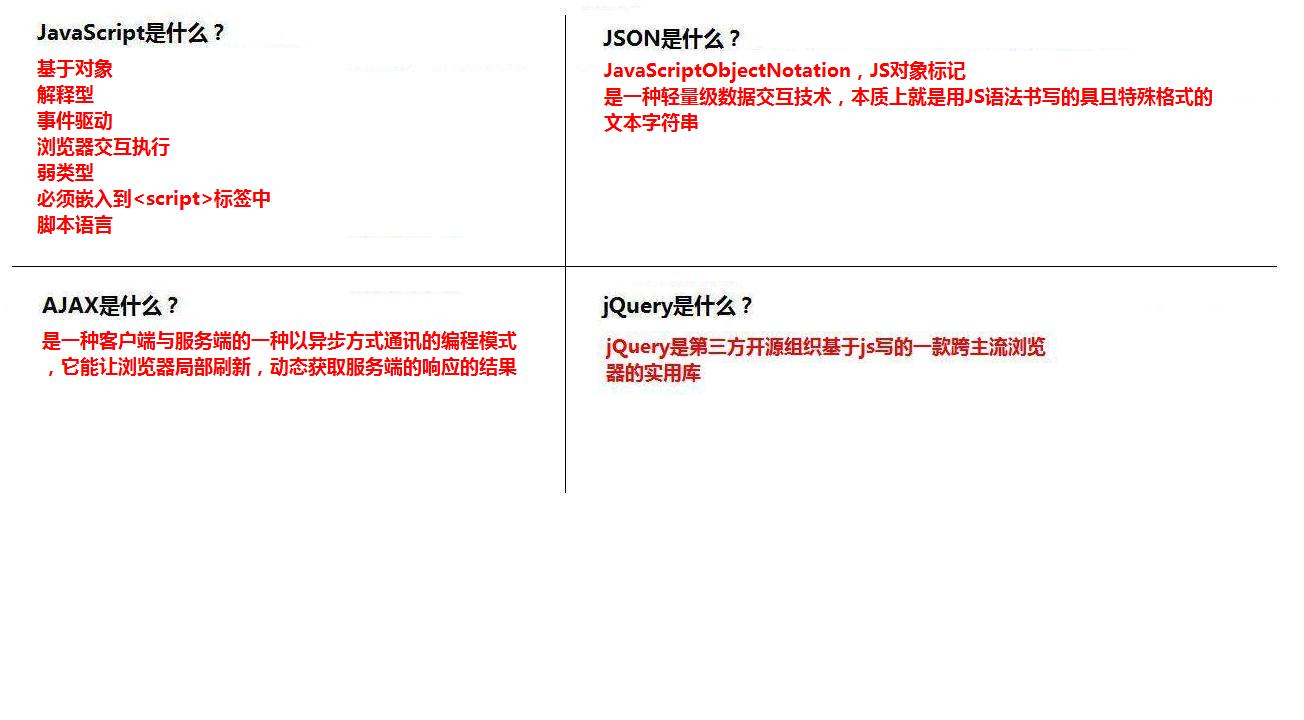 JavaScript是什么？
基于对象
解释型
事件驱动
浏览器交互执行
弱类型
必须嵌入到<script>标签中
脚本语言
JSON是什么？
JavaScriptObjectNotation，JS对象标记
是一种轻量级数据交互技术，本质上就是用JS语法书写的具且特殊格式的
文本字符串
AJAX是什么？
是一种客户端与服务端的一种以异步方式通讯的编程模式
，它能让浏览器局部刷新，动态获取服务端的响应的结果
jQuery是什么？
jQuery是第三方开源组织基于js写的一款跨主流浏览
器的实用库